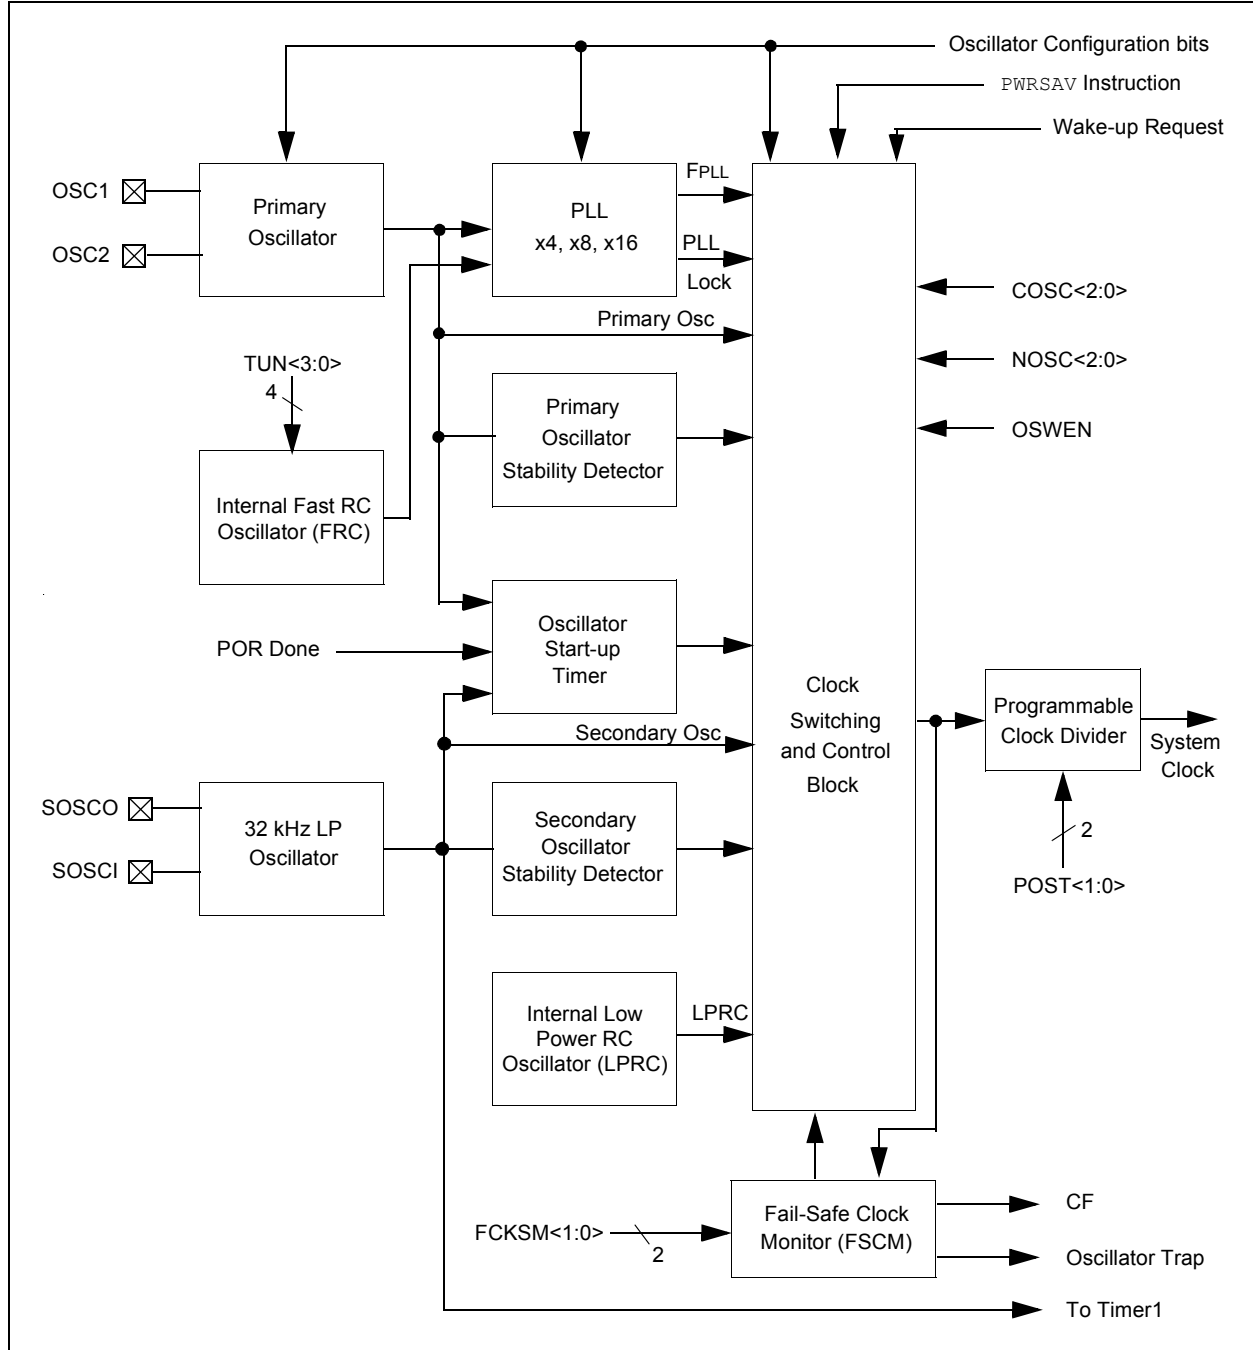 Oscillator Configuration bits
PWRSAV Instruction
Wake-up Request
OSC1
OSC2
Primary
Oscillator
PLL
x4, x8, x16
FPLL
PLL
Lock
Primary Osc
COSC<2:0>
NOSC<2:0>
OSWEN
TUN<3:0>
4
Internal Fast RC
Oscillator (FRC)
Primary
Oscillator
Stability Detector
POR Done
Oscillator
Start-up
Timer
Secondary Osc
Clock
Switching
and Control
Block
Programmable
Clock Divider
System
Clock
2
POST<1:0>
SOSCO
SOSCI
32 kHz LP
Oscillator
Secondary
Oscillator
Stability Detector
Internal Low
Power RC
Oscillator (LPRC)
LPRC
FCKSM<1:0>
2
Fail-Safe Clock
Monitor (FSCM)
CF
Oscillator Trap
To Timer1